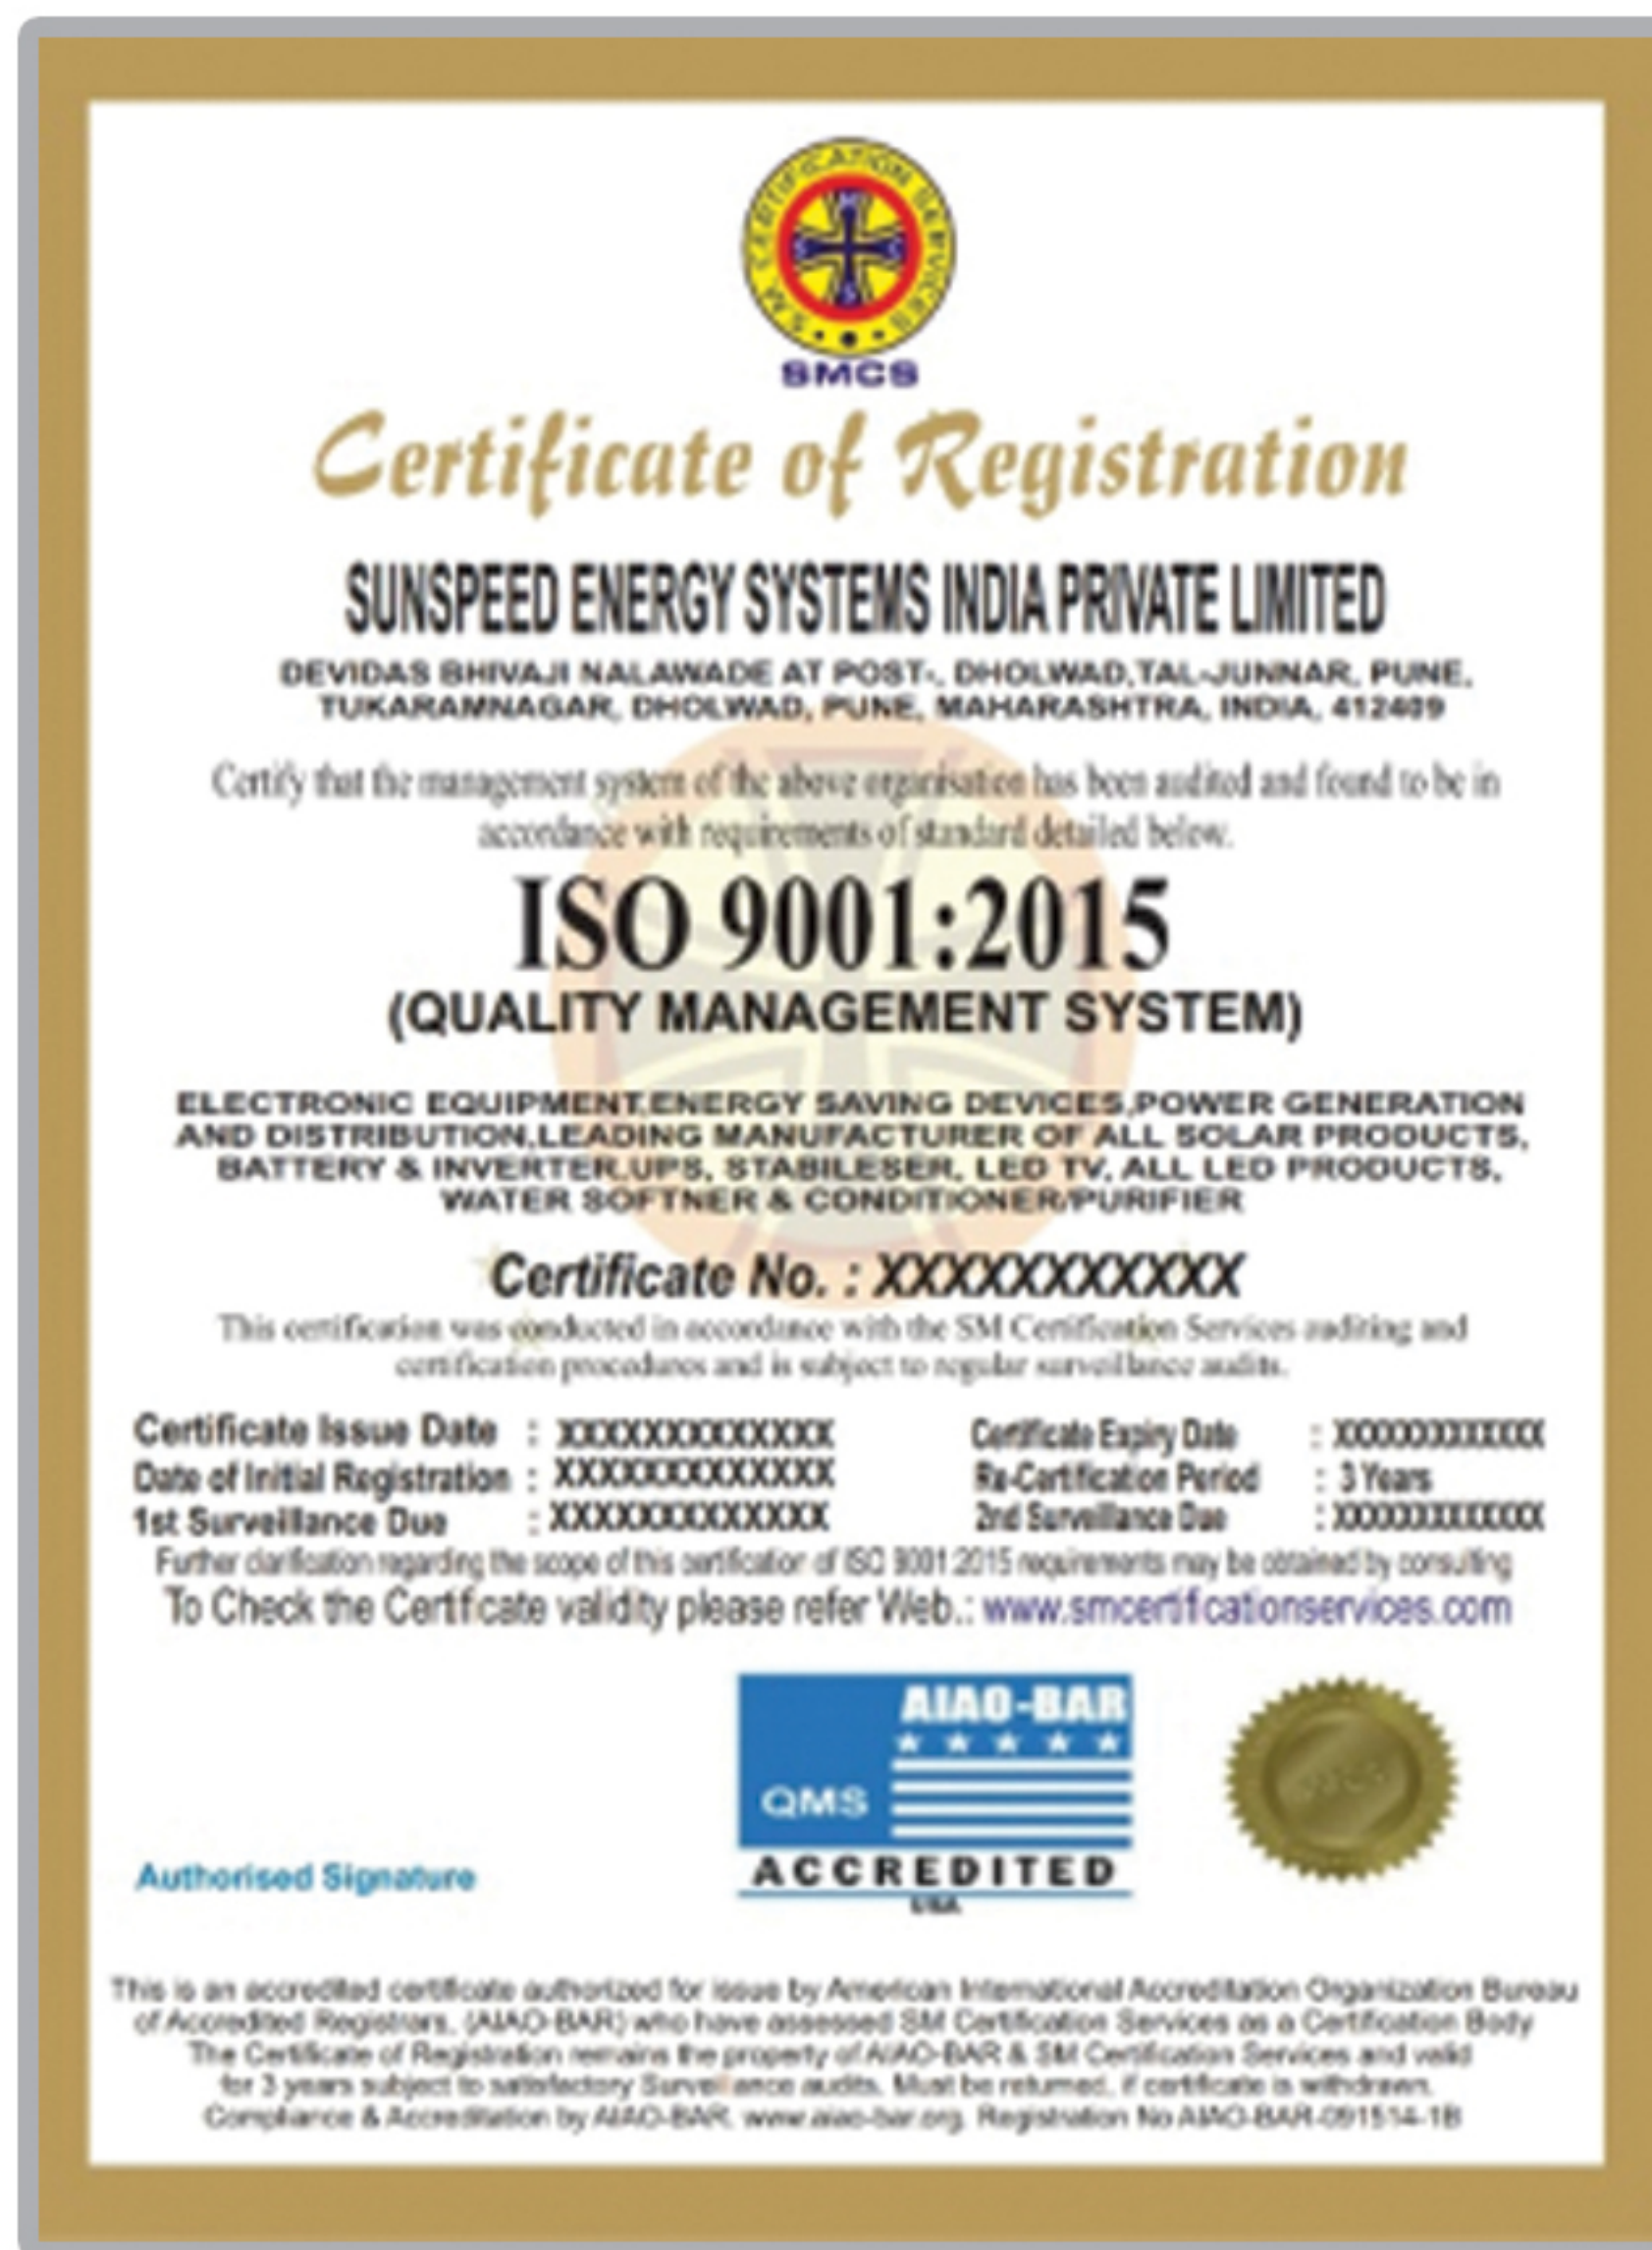 S.M CERTIFICATION SERVICES
M
S C
S
SMCS
Certificate of Registration
SUNSPEED ENERGY SYSTEMS INDIA PRIVATE LIMITED
DEVIDAS BHIVAJI NALAWADE AT POST-, DHOLWAD,TAL-JUNNAR, PUNE,
TUKARAMNAGAR, DHOLWAD, PUNE, MAHARASHTRA, INDIA, 412409
Certify that the management system of the above organisation has been audited and found to be in
accordance with requirements of standard detailed below.
ISO 9001:2015
(QUALITY MANAGEMENT SYSTEM)
ELECTRONIC EQUIPMENT,ENERGY SAVING DEVICES,POWER GENERATION
AND DISTRIBUTION,LEADING MANUFACTURER OF ALL SOLAR PRODUCTS,
BATTERY & INVERTER,UPS, STABILESER, LED TV, ALL LED PRODUCTS,
WATER SOFTNER & CONDITIONER/PURIFIER
Certificate No. : XXXXXXXXXXX
This certification was conducted in accordance with the SM Certification Services auditing and
certification procedures and is subject to regular surveillance audits.
Certificate Issue Date : XXXXXXXXXXXXX Certificate Expiry Date : XXXXXXXXXXXX
Date of Initial Registration : XXXXXXXXXXXXX Re-Certification Period : 3 Years
1st Surveillance Due : XXXXXXXXXXXXX 2nd Surveillance Due : XXXXXXXXXXXX
Further clarification regarding the scope of this certification of ISO 9001:2015 requirements may be obtained by consulting
To Check the Certifcate validity please refer Web.: www.smcertifcationservices.com
AIAO-BAR
QMS
ACCREDITED
USA
Authorised Signature
This is an accredited certificate authorized for issue by American International Accreditation Organization Bureau
of Accredited Registrars, (AIAO-BAR) who have assessed SM Certification Services as a Certification Body
The Certificate of Registration remains the property of AIAO-BAR & SM Certification Services and valid
for 3 years subject to satisfactory Surveillance audits. Must be returned, if certificate is withdrawn.
Compliance & Accreditation by AIAO-BAR, www.aiao-bar.org, Registration No AIAO-BAR-091514-1B